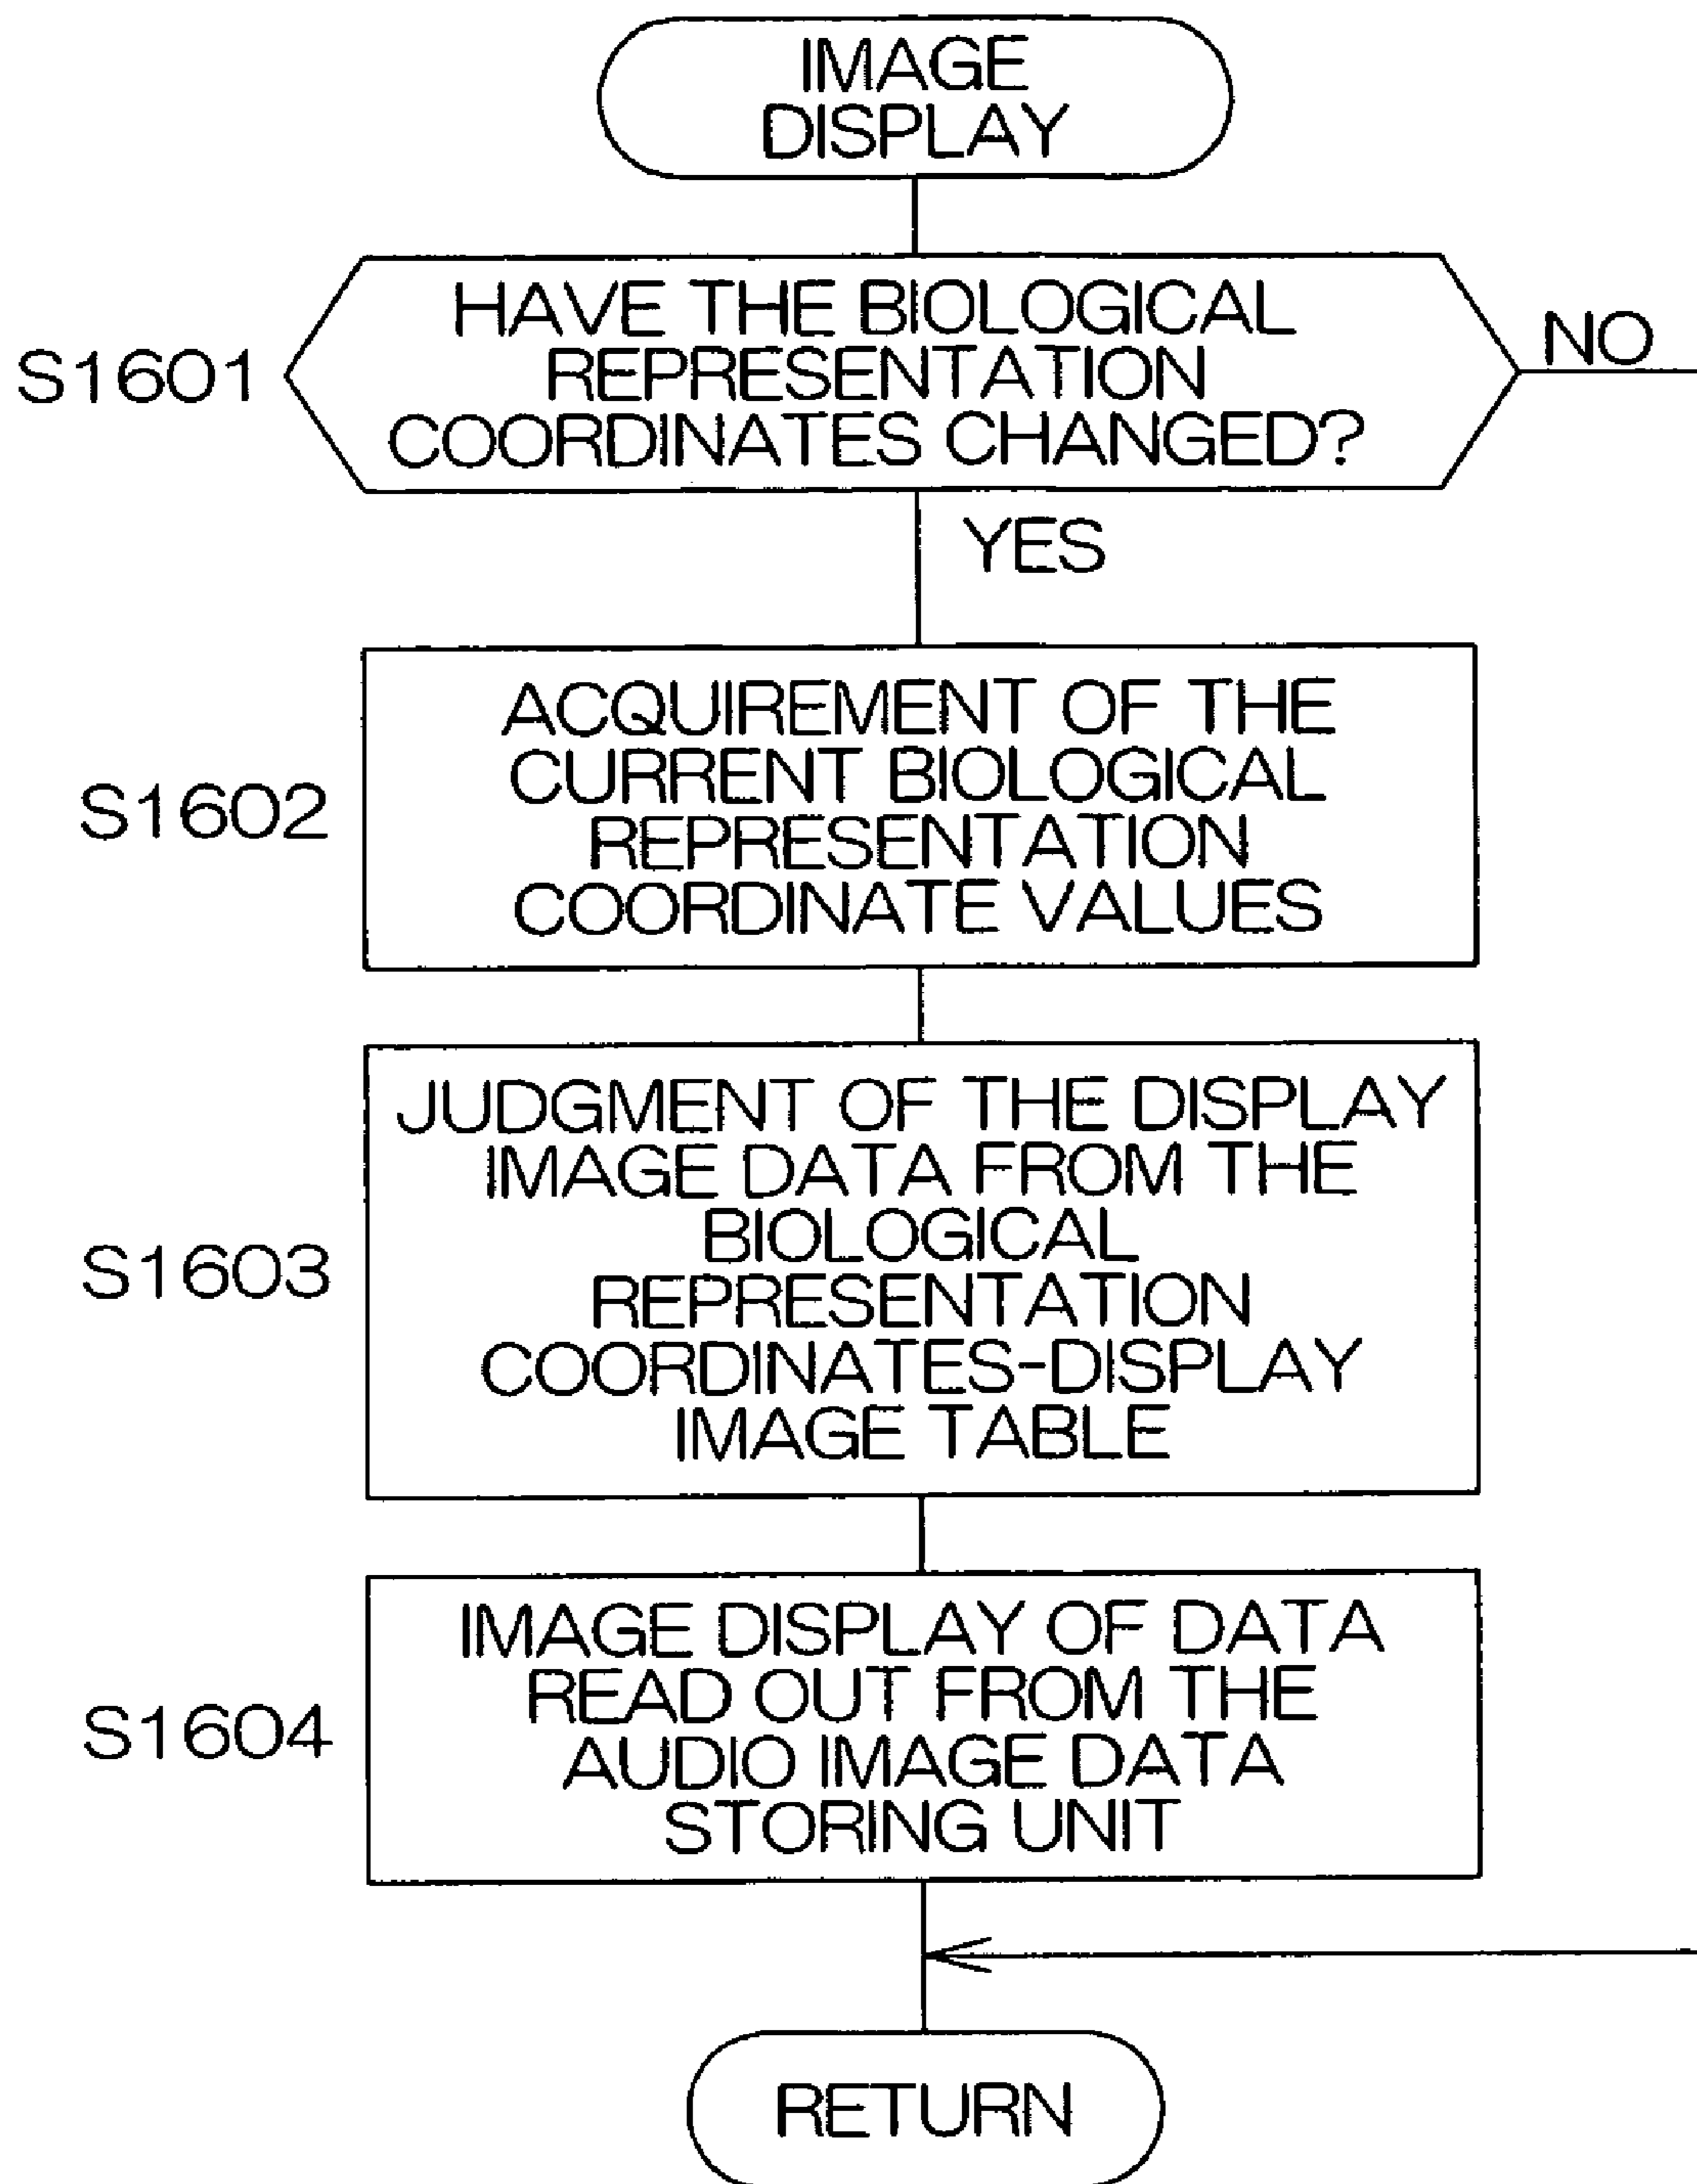 IMAGE
DISPLAY
HAVE THE BIOLOGICAL
REPRESENTATION
COORDINATES CHANGED?
S1601
NO
YES
ACQUIREMENT OF THE
CURRENT BIOLOGICAL
REPRESENTATION
COORDINATE VALUES
S1602
JUDGMENT OF THE DISPLAY
IMAGE DATA FROM THE
BIOLOGICAL
REPRESENTATION
COORDINATES-DISPLAY
IMAGE TABLE
S1603
IMAGE DISPLAY OF DATA
READ OUT FROM THE
AUDIO IMAGE DATA
STORING UNIT
S1604
RETURN